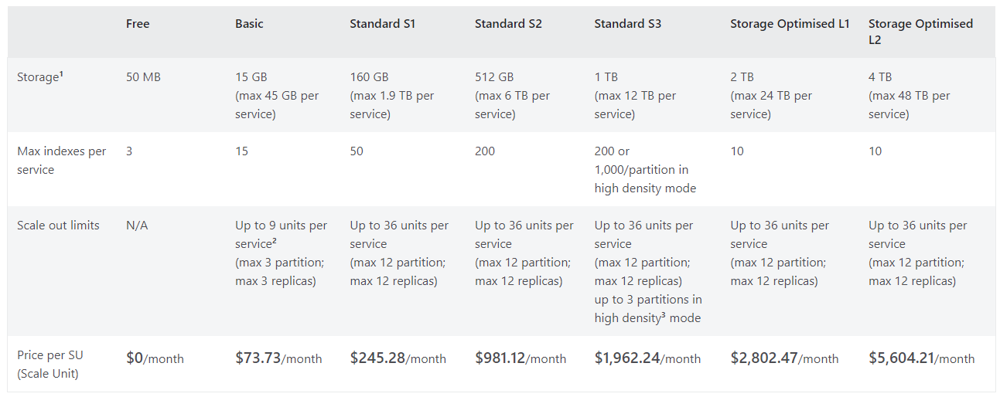 Free Basic Standard S1 Standard S2 Standard S3 Storage Optimised L1 Storage Optimised
L2
Storage¹ 50 MB 15 GB 160 GB 512 GB 1 TB 2 TB 4 TB
(max 45 GB per (max 1.9 TB per (max 6 TB per (max 12 TB per (max 24 TB per (max 48 TB per
service) service) service) service) service) service)
Max indexes per 3 15 50 200 200 or 10 10
service 1,000/partition in
high density mode
Scale out limits N/A Up to 9 units per Up to 36 units per Up to 36 units per Up to 36 units per Up to 36 units per Up to 36 units per
service² service service service service service
(max 3 partition; (max 12 partition; (max 12 partition; (max 12 partition; (max 12 partition; (max 12 partition;
max 3 replicas) max 12 replicas) max 12 replicas) max 12 replicas) max 12 replicas) max 12 replicas)
up to 3 partitions in
high density³ mode
Price per SU $0/month $73.73/month $245.28/month $981.12/month $1,962.24/month $2,802.47/month $5,604.21/month
(Scale Unit)